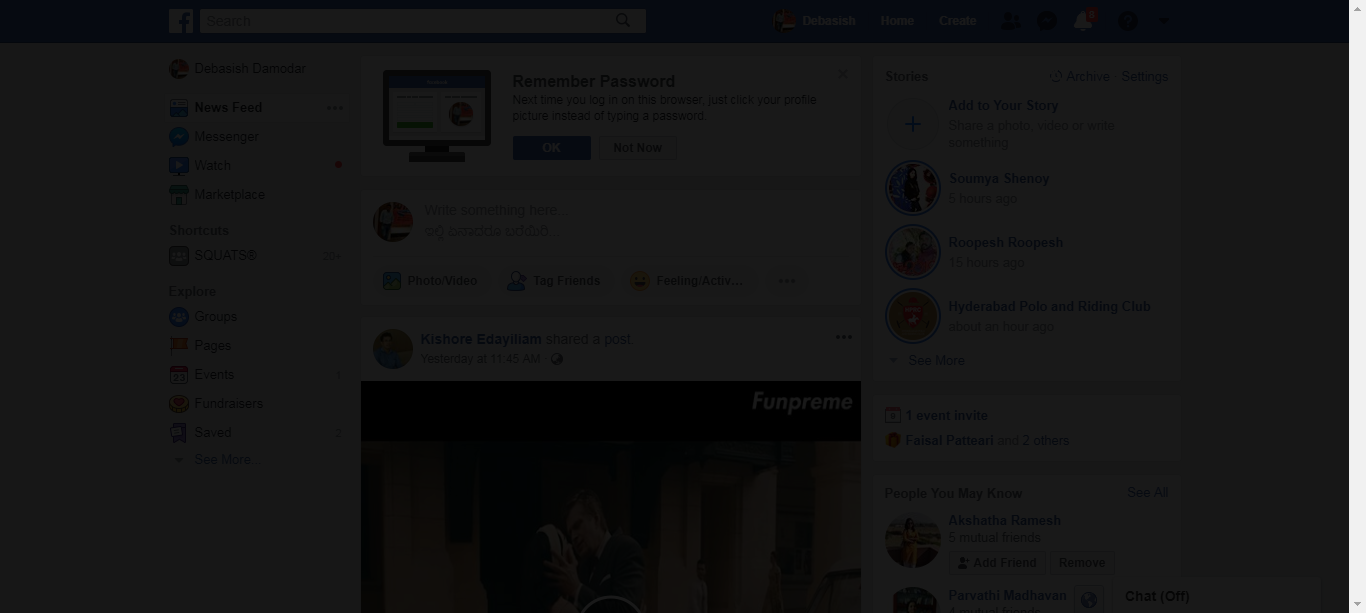 Search
Debasish
Home
Create
Debasish Damodar
News Feed
Messenger
Watch
Marketplace
Shortcuts
SQUATS®
20+
Explore
Groups
Pages
Events
Fundraisers
Saved
2
See More...
Remember Password
Next time you log in on this browser, just click your profile
picture instead of typing a password.
OK
Not Now
Write something here...
Photo/Video
Tag Friends
Feeling/Activ...
Kishore Edayiliam shared a post.
Yesterday at 11:45 AM
Funpreme
Stories
Archive · Settings
Add to Your Story
Share a photo, video or write
something
Soumya Shenoy
5 hours ago
Roopesh Roopesh
15 hours ago
Hyderabad Polo and Riding Club
about an hour ago
See More
1 event invite
Faisal Patteari and 2 others
People You May Know
See All
Akshatha Ramesh
5 mutual friends
Add Friend
Remove
Parvathi Madhavan
Chat (Off)